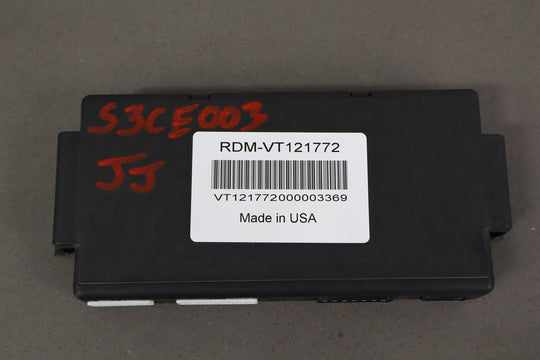 S3CE003
JJ
RDM-VT121772
VT121772000003369
Made in USA